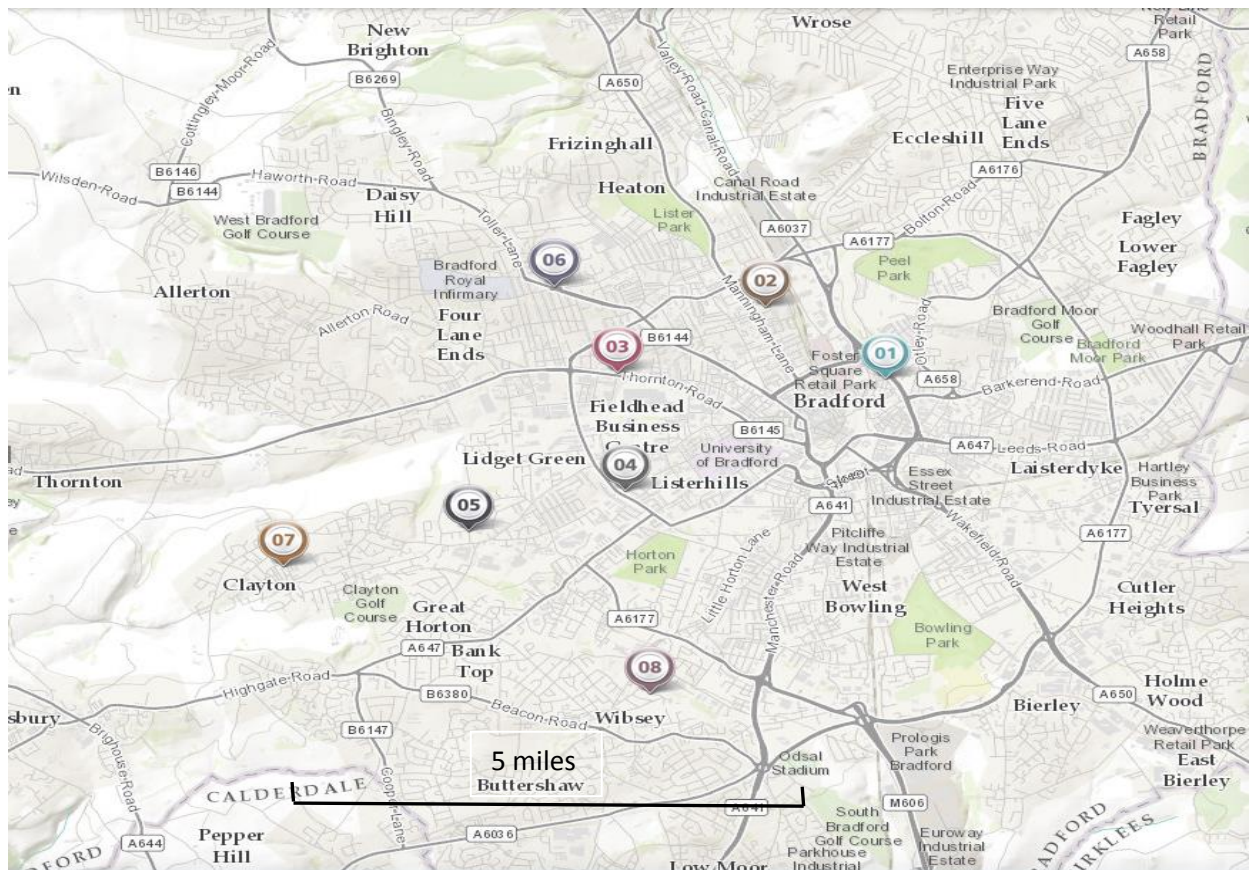 New
Brighton
Wrose
Retail
Park
A658
B6269
A650
Cottingley-Moor-Road
Valley-Road-Canal-Road
Enterprise Way
Industrial Park
Five
Lane
Ends
BRADFORD
Bingley-Road
Frizinghall
Eccleshill
B6146
Haworth-Road
A6176
Wilsden-Road
B6144
Daisy
Hill
Heaton
Canal Road
Industrial Estate
Bolton-Road
West Bradford
Golf Course
Toller-Lane
Lister
Park
A6037
A6177
Fagley
Lower
Fagley
06
Bradford
Royal
Infirmary
02
Peel
Park
Allerton
Allerton Road
Four
Lane
Ends
Manningham-Lane
Bradford Moor
Golf
Course
Woodhall Retail
Park
03
B6144
01
Otley-Road
Bradford
Moor Park
Foster
Square
Retail Park
Thornton-Road
A658
Barkerend-Road
Bradford
Fieldhead
Business
Centre
B6145
A647
Leeds-Road
University
of Bradford
Lidget Green
04
Listerhills
Street
Essex
Street
Industrial Estate
Laisterdyke
Hartley
Business
Park
Thornton
Tyersal
05
A641
07
Wakefield-Road
A6177
Pitcliffe
Way Industrial
Estate
Horton
Park
Little Horton Lane
Clayton
Clayton
Golf
Course
Great
Horton
West
Bowling
Cutler
Heights
Manchester-Road
A6177
Bowling
Park
A647
Bank
Top
08
Highgate-Road
B6380
Beacon-Road
Wibsey
Bierley
Holme
Wood
A650
sbury
B6147
Weaverthorpe
Retail Park
East
Bierley
Prologis
Park
Bradford
Brighouse-Road
5 miles
Odsal
Stadium
Buttershaw
CALDERDALE
Cooper-Lane
A641
M606
Pepper
Hill
A6036
South
Bradford
Golf Course
Parkhouse
Industrial
Euroway
Industrial
Estate
A644
Low Moor